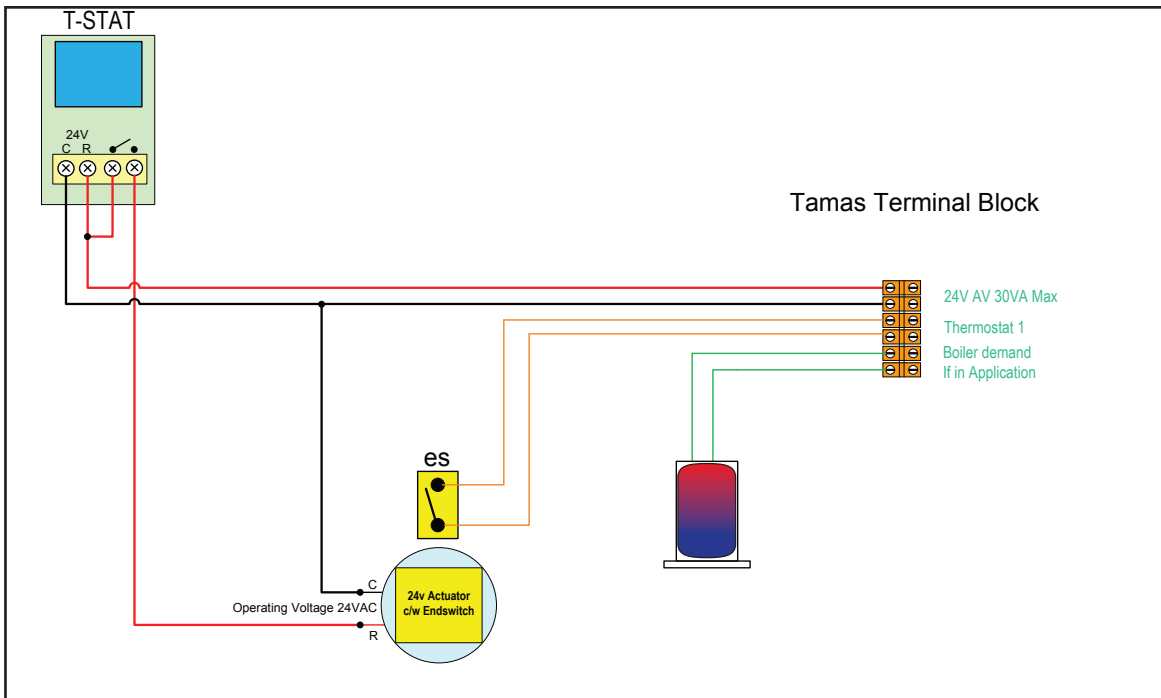 T-STAT
24V
C R
Tamas Terminal Block
24V AV 30VA Max
Thermostat 1
Boiler demand
If in Application
es
C
24v Actuator
c/w Endswitch
Operating Voltage 24VAC
R